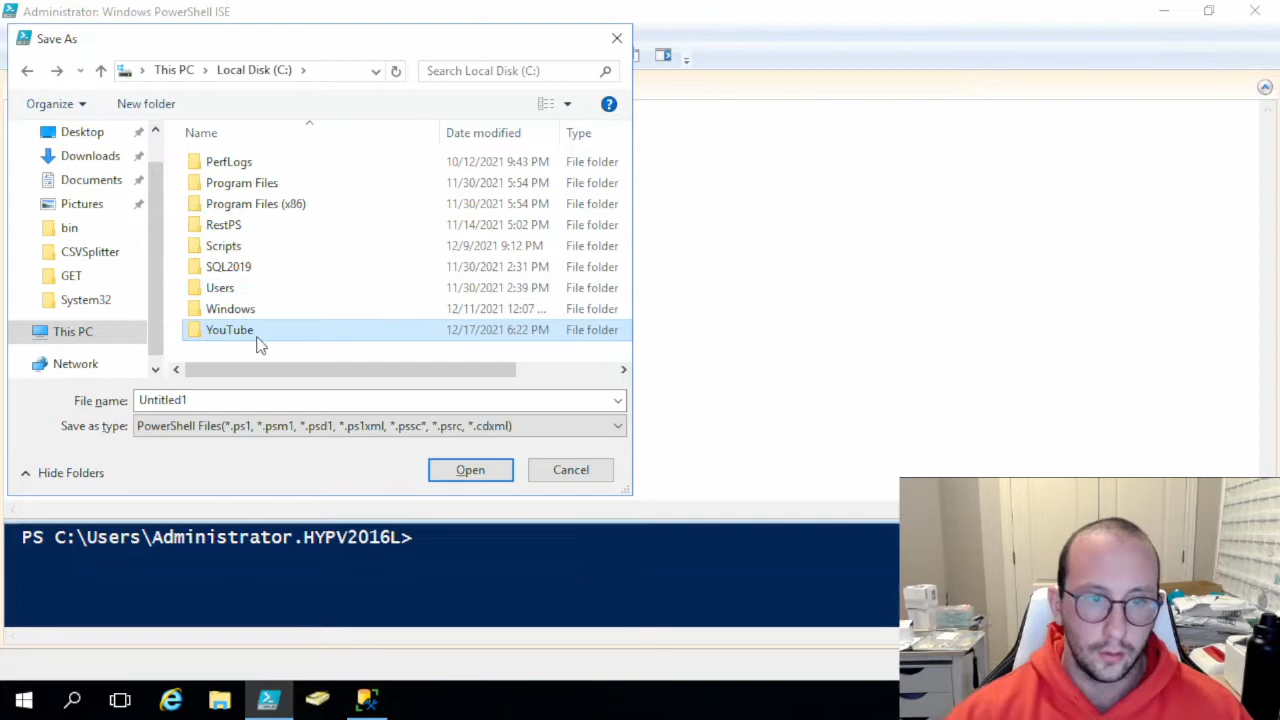 Administrator: Windows PowerShell ISE
Save As
This PC Local Disk (C:)
Search Local Disk (C:)
Organize
New folder
Name Date modified Type
Desktop
Downloads
Documents
Pictures
bin
CSVSplitter
GET
System32
This PC
Network
PerfLogs 10/12/2021 9:43 PM File folder
Program Files 11/30/2021 5:54 PM File folder
Program Files (x86) 11/30/2021 5:54 PM File folder
RestPS 11/14/2021 5:02 PM File folder
Scripts 12/9/2021 9:12 PM File folder
SQL2019 11/30/2021 2:31 PM File folder
Users 11/30/2021 2:39 PM File folder
Windows 12/11/2021 12:07 ... File folder
YouTube 12/17/2021 6:22 PM File folder
File name: Untitled1
Save as type: PowerShell Files(*.ps1, *.psm1, *.psd1, *.ps1xml, *.pssc*, *.psrc, *.cdxml)
Hide Folders
Open
Cancel
PS C:\Users\Administrator.HYPV2016L>